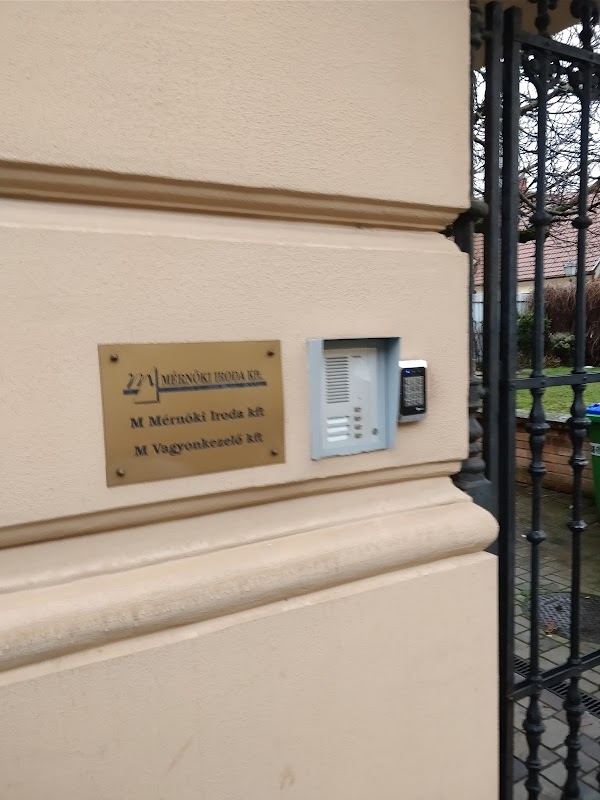 m MÉRNÖKI IRODA KFT.
M Mérnöki Iroda kft
M Vagyonkezelő kft